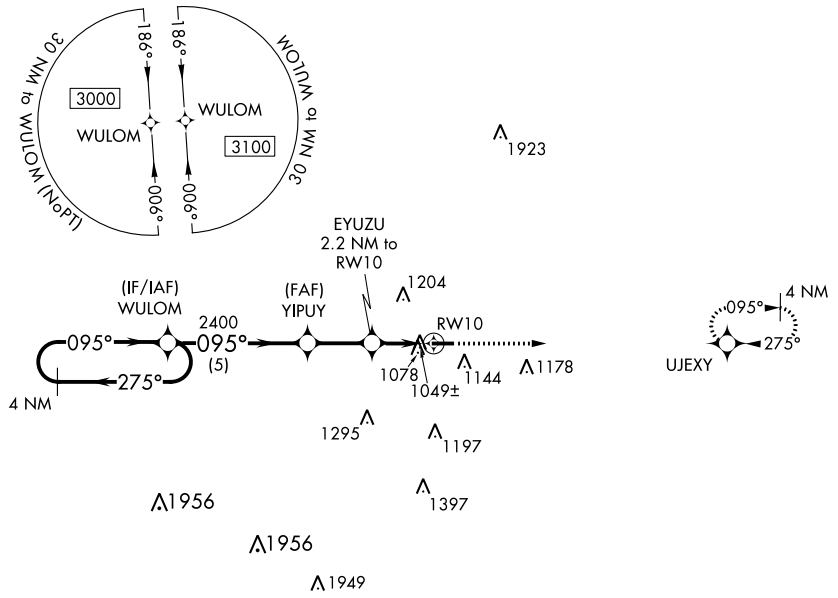 30 NM to WULOM (NoPT)
186°
186°
30 NM to WULOM
3000
WULOM
WULOM
3100
006°
006°
1923
EYUZU
2.2 NM to
RW10
(IF/IAF)
WULOM
(FAF)
YIPUY
1204
RW10
4 NM
095°
2400
095°
(5)
275°
4 NM
095°
275°
UJEXY
1078
1049±
1144
1178
1295
1197
1397
1956
1956
1949